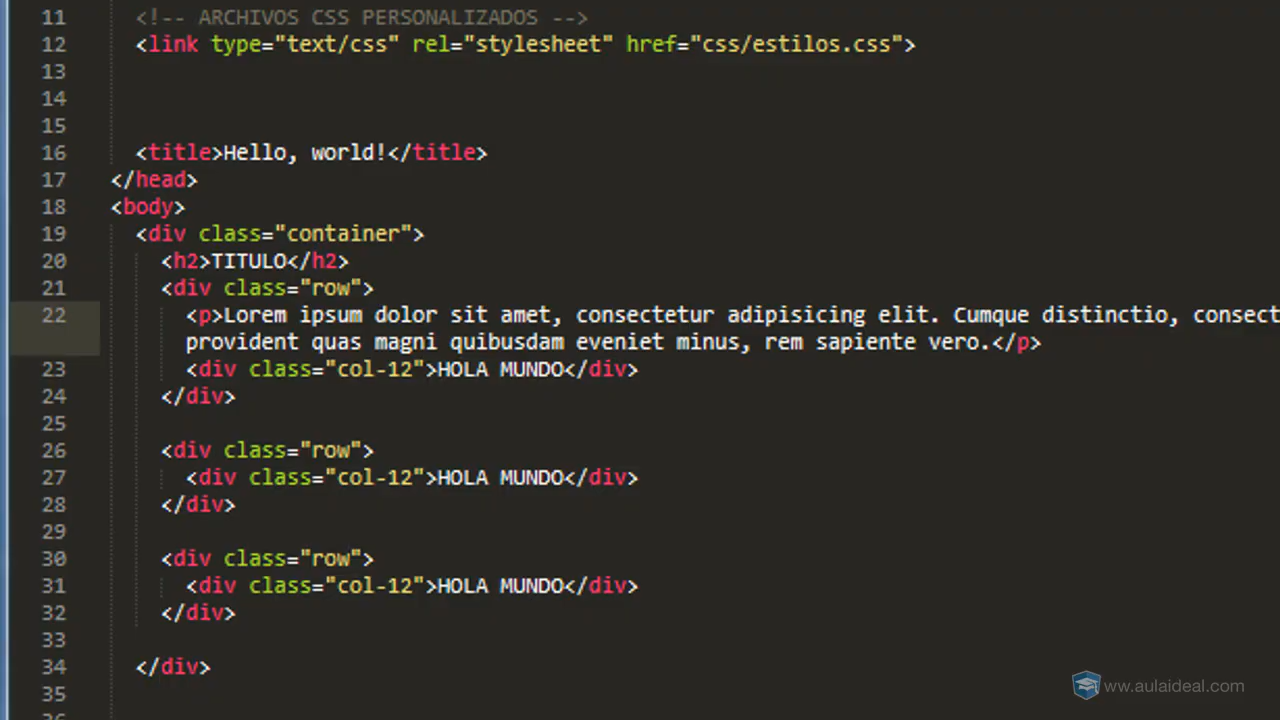 11 <!-- ARCHIVOS CSS PERSONALIZADOS -->
12 <link type="text/css" rel="stylesheet" href="css/estilos.css">
13
14
15
16 <title>Hello, world!</title>
17 </head>
18 <body>
19 <div class="container">
20 <h2>TITULO</h2>
21 <div class="row">
22 <p>Lorem ipsum dolor sit amet, consectetur adipisicing elit. Cumque distinctio, consect
provident quas magni quibusdam eveniet minus, rem sapiente vero.</p>
23 <div class="col-12">HOLA MUNDO</div>
24 </div>
25
26 <div class="row">
27 <div class="col-12">HOLA MUNDO</div>
28 </div>
29
30 <div class="row">
31 <div class="col-12">HOLA MUNDO</div>
32 </div>
33
34 </div>
35
ww.aulaideal.com